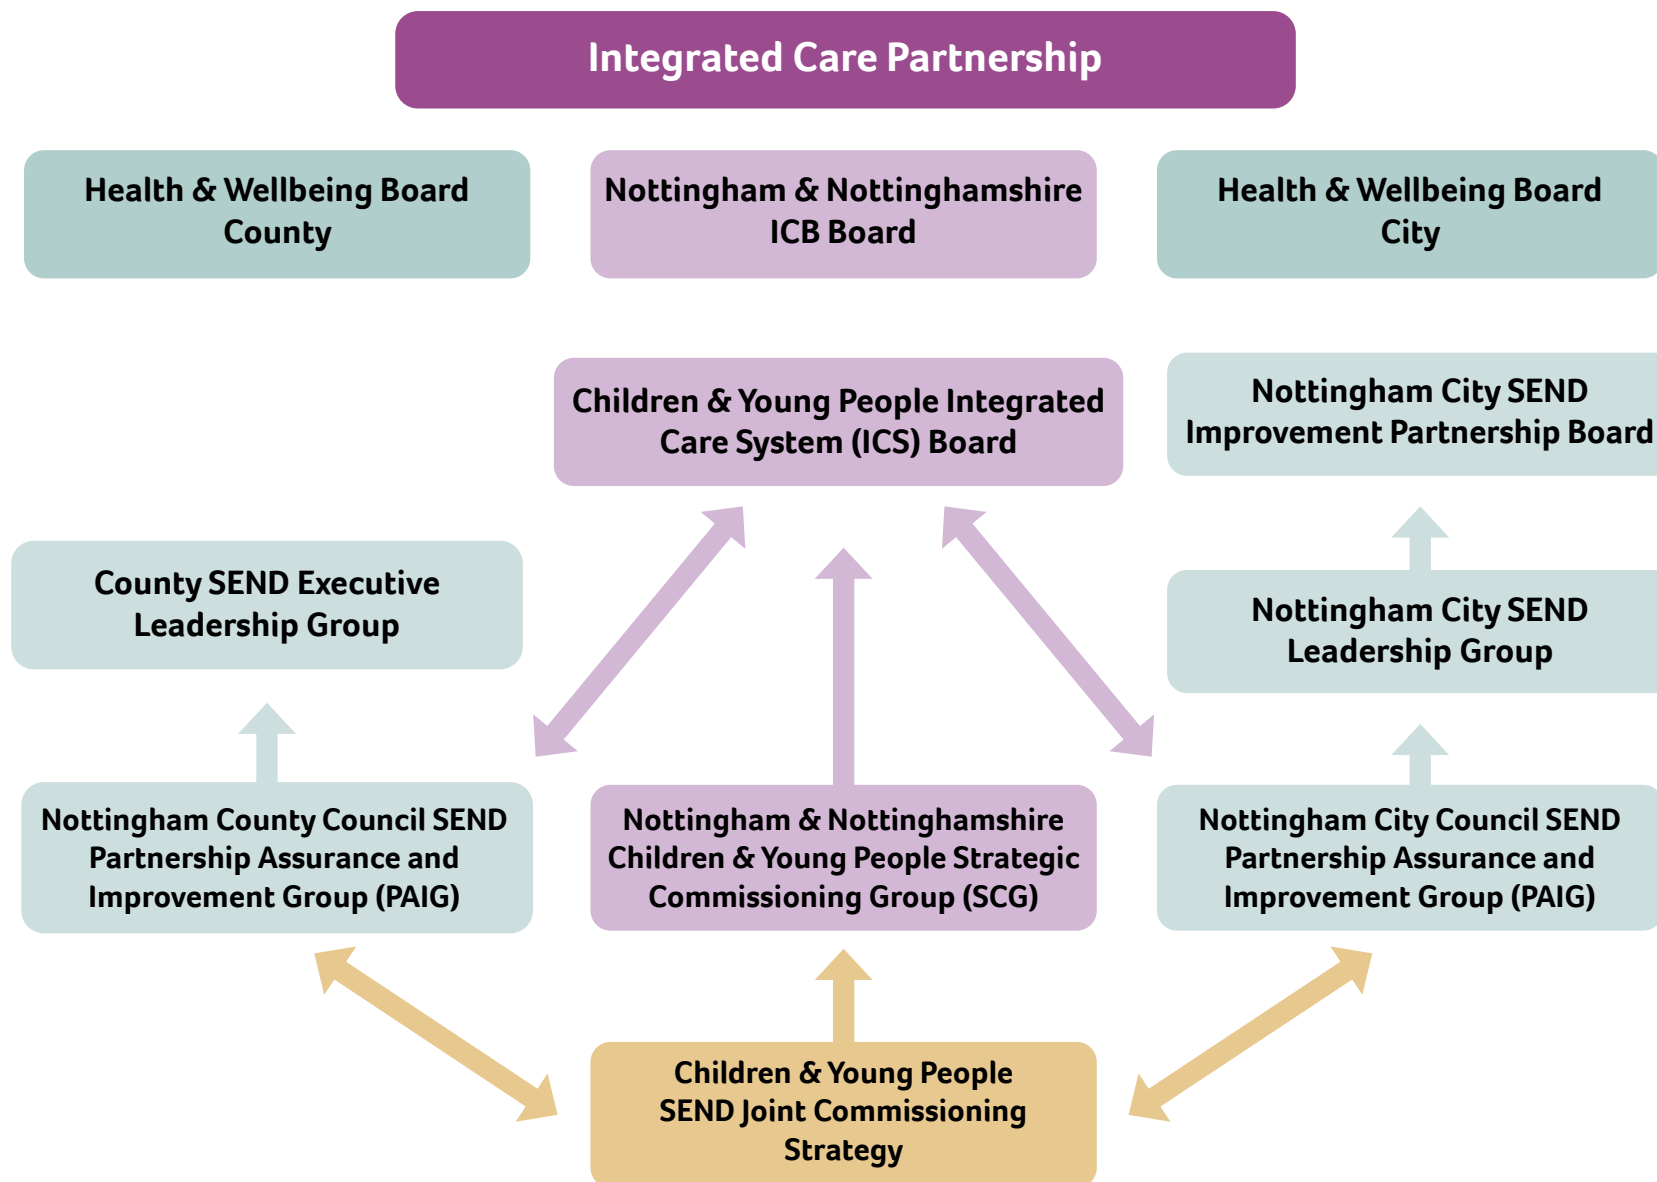 Integrated Care Partnership
Health & Wellbeing Board
County
Nottingham & Nottinghamshire
ICB Board
Health & Wellbeing Board
City
Children & Young People Integrated
Care System (ICS) Board
Nottingham City SEND
Improvement Partnership Board
County SEND Executive
Leadership Group
Nottingham City SEND
Leadership Group
Nottingham County Council SEND
Partnership Assurance and
Improvement Group (PAIG)
Nottingham & Nottinghamshire
Children & Young People Strategic
Commissioning Group (SCG)
Nottingham City Council SEND
Partnership Assurance and
Improvement Group (PAIG)
Children & Young People
SEND Joint Commissioning
Strategy